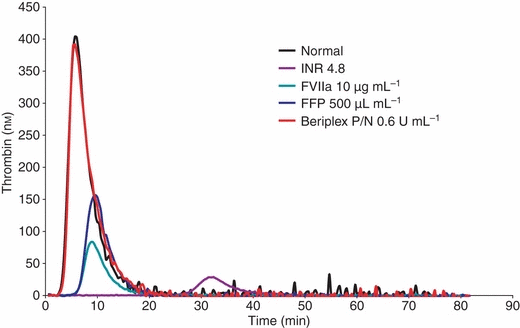 450
400
350
300
250
200
150
100
50
0
Thrombin (nM)
0 10 20 30 40 50 60 70 80 90
Time (min)
Normal
INR 4.8
FVIIa 10 µg mL⁻¹
FFP 500 µL mL⁻¹
Beriplex P/N 0.6 U mL⁻¹